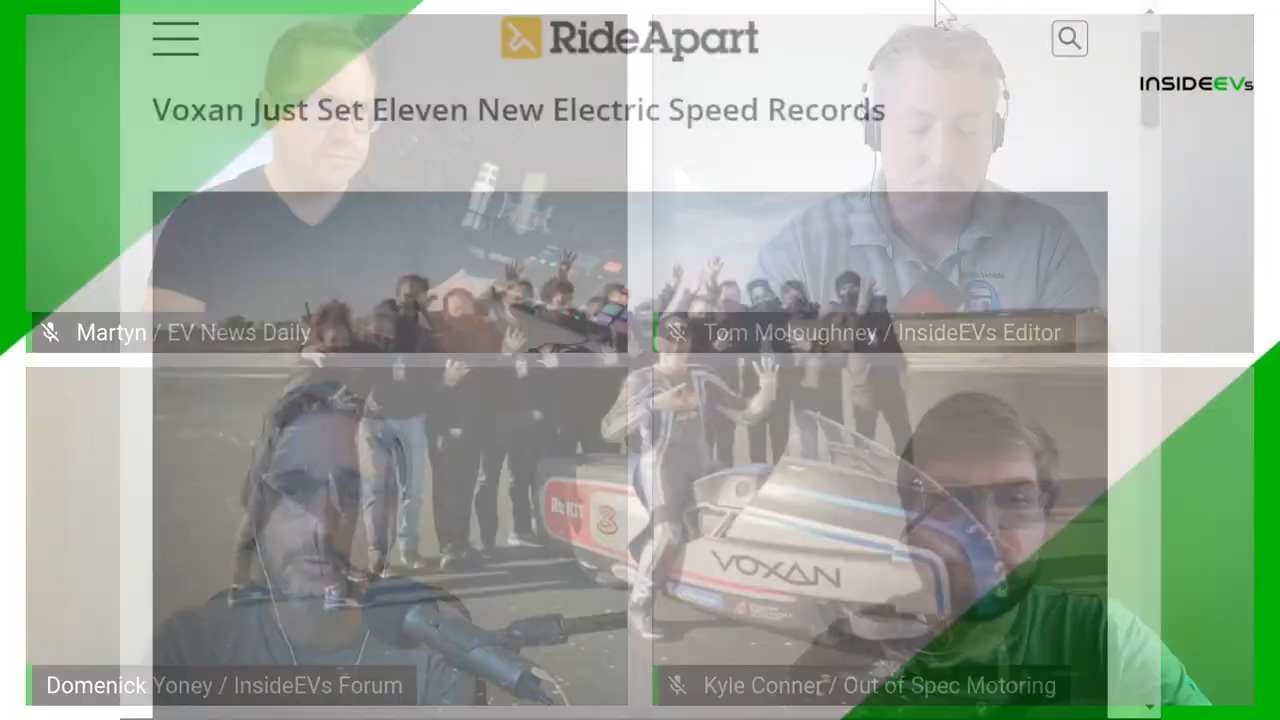 RideApart
INSIDEEVs
Voxan Just Set Eleven New Electric Speed Records
Martyn / EV News Daily
Tom Moloughney / InsideEVs Editor
3
VOXAN
Domenick Yoney / InsideEVs Forum
Kyle Conner / Out of Spec Motoring